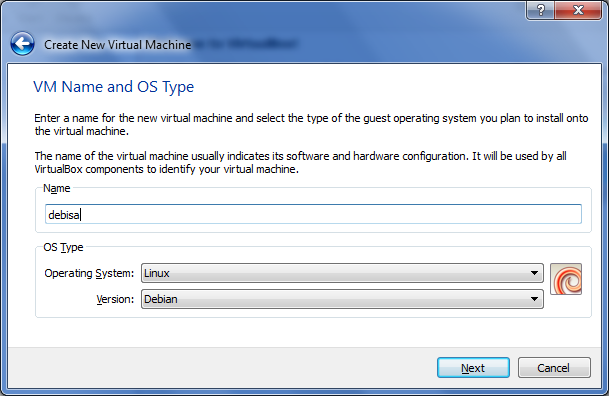 Create New Virtual Machine
VM Name and OS Type
Enter a name for the new virtual machine and select the type of the guest operating system you plan to install onto
the virtual machine.
The name of the virtual machine usually indicates its software and hardware configuration. It will be used by all
VirtualBox components to identify your virtual machine.
Name
debisa
OS Type
Operating System: Linux
Version: Debian
Next Cancel